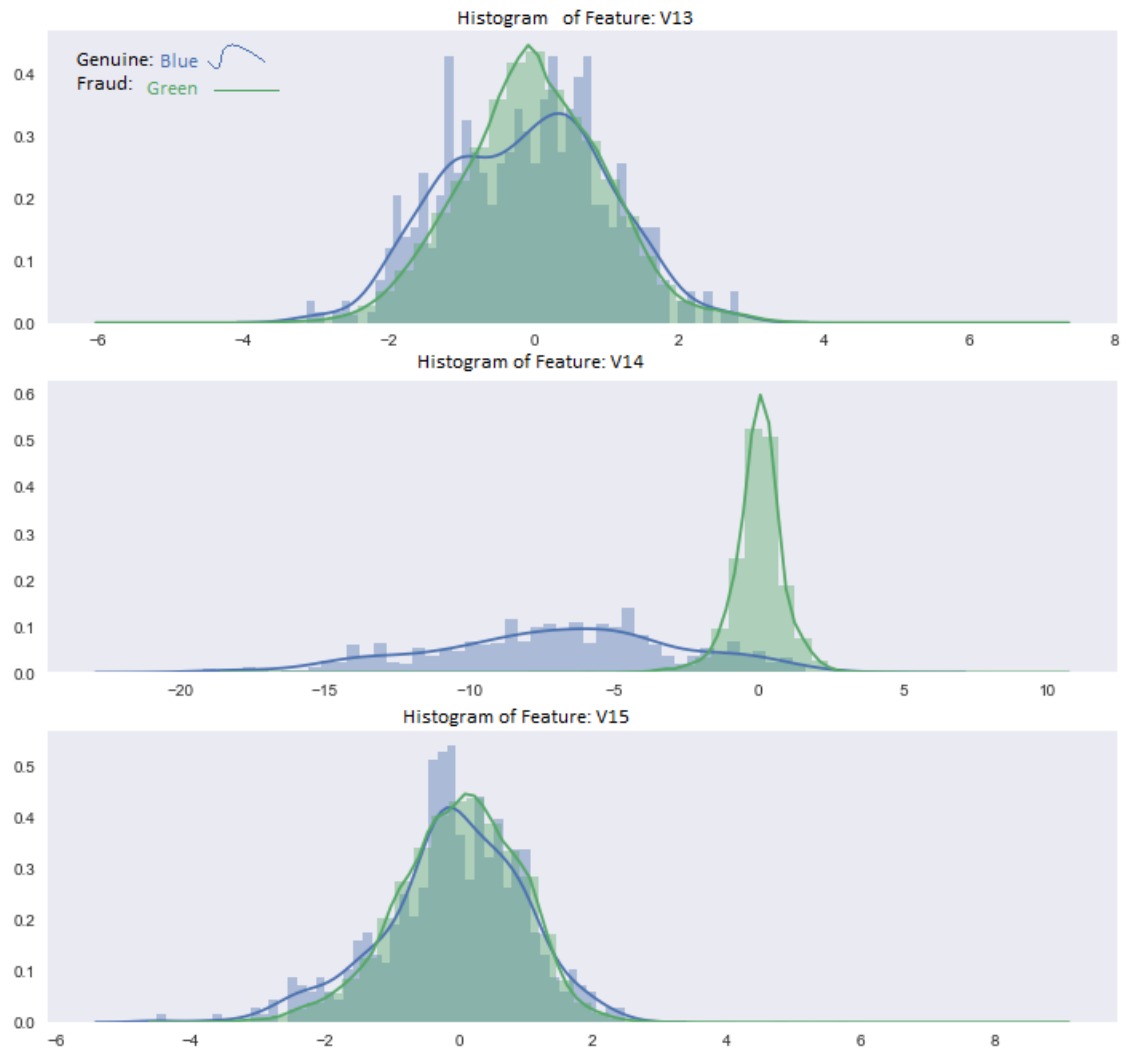 Histogram of Feature: V13
Genuine: Blue
Fraud: Green
0.4
0.3
0.2
0.1
0.0
−6 −4 −2 0 2 4 6 8
Histogram of Feature: V14
0.6
0.5
0.4
0.3
0.2
0.1
0.0
−20 −15 −10 −5 0 5 10
Histogram of Feature: V15
0.5
0.4
0.3
0.2
0.1
0.0
−6 −4 −2 0 2 4 6 8